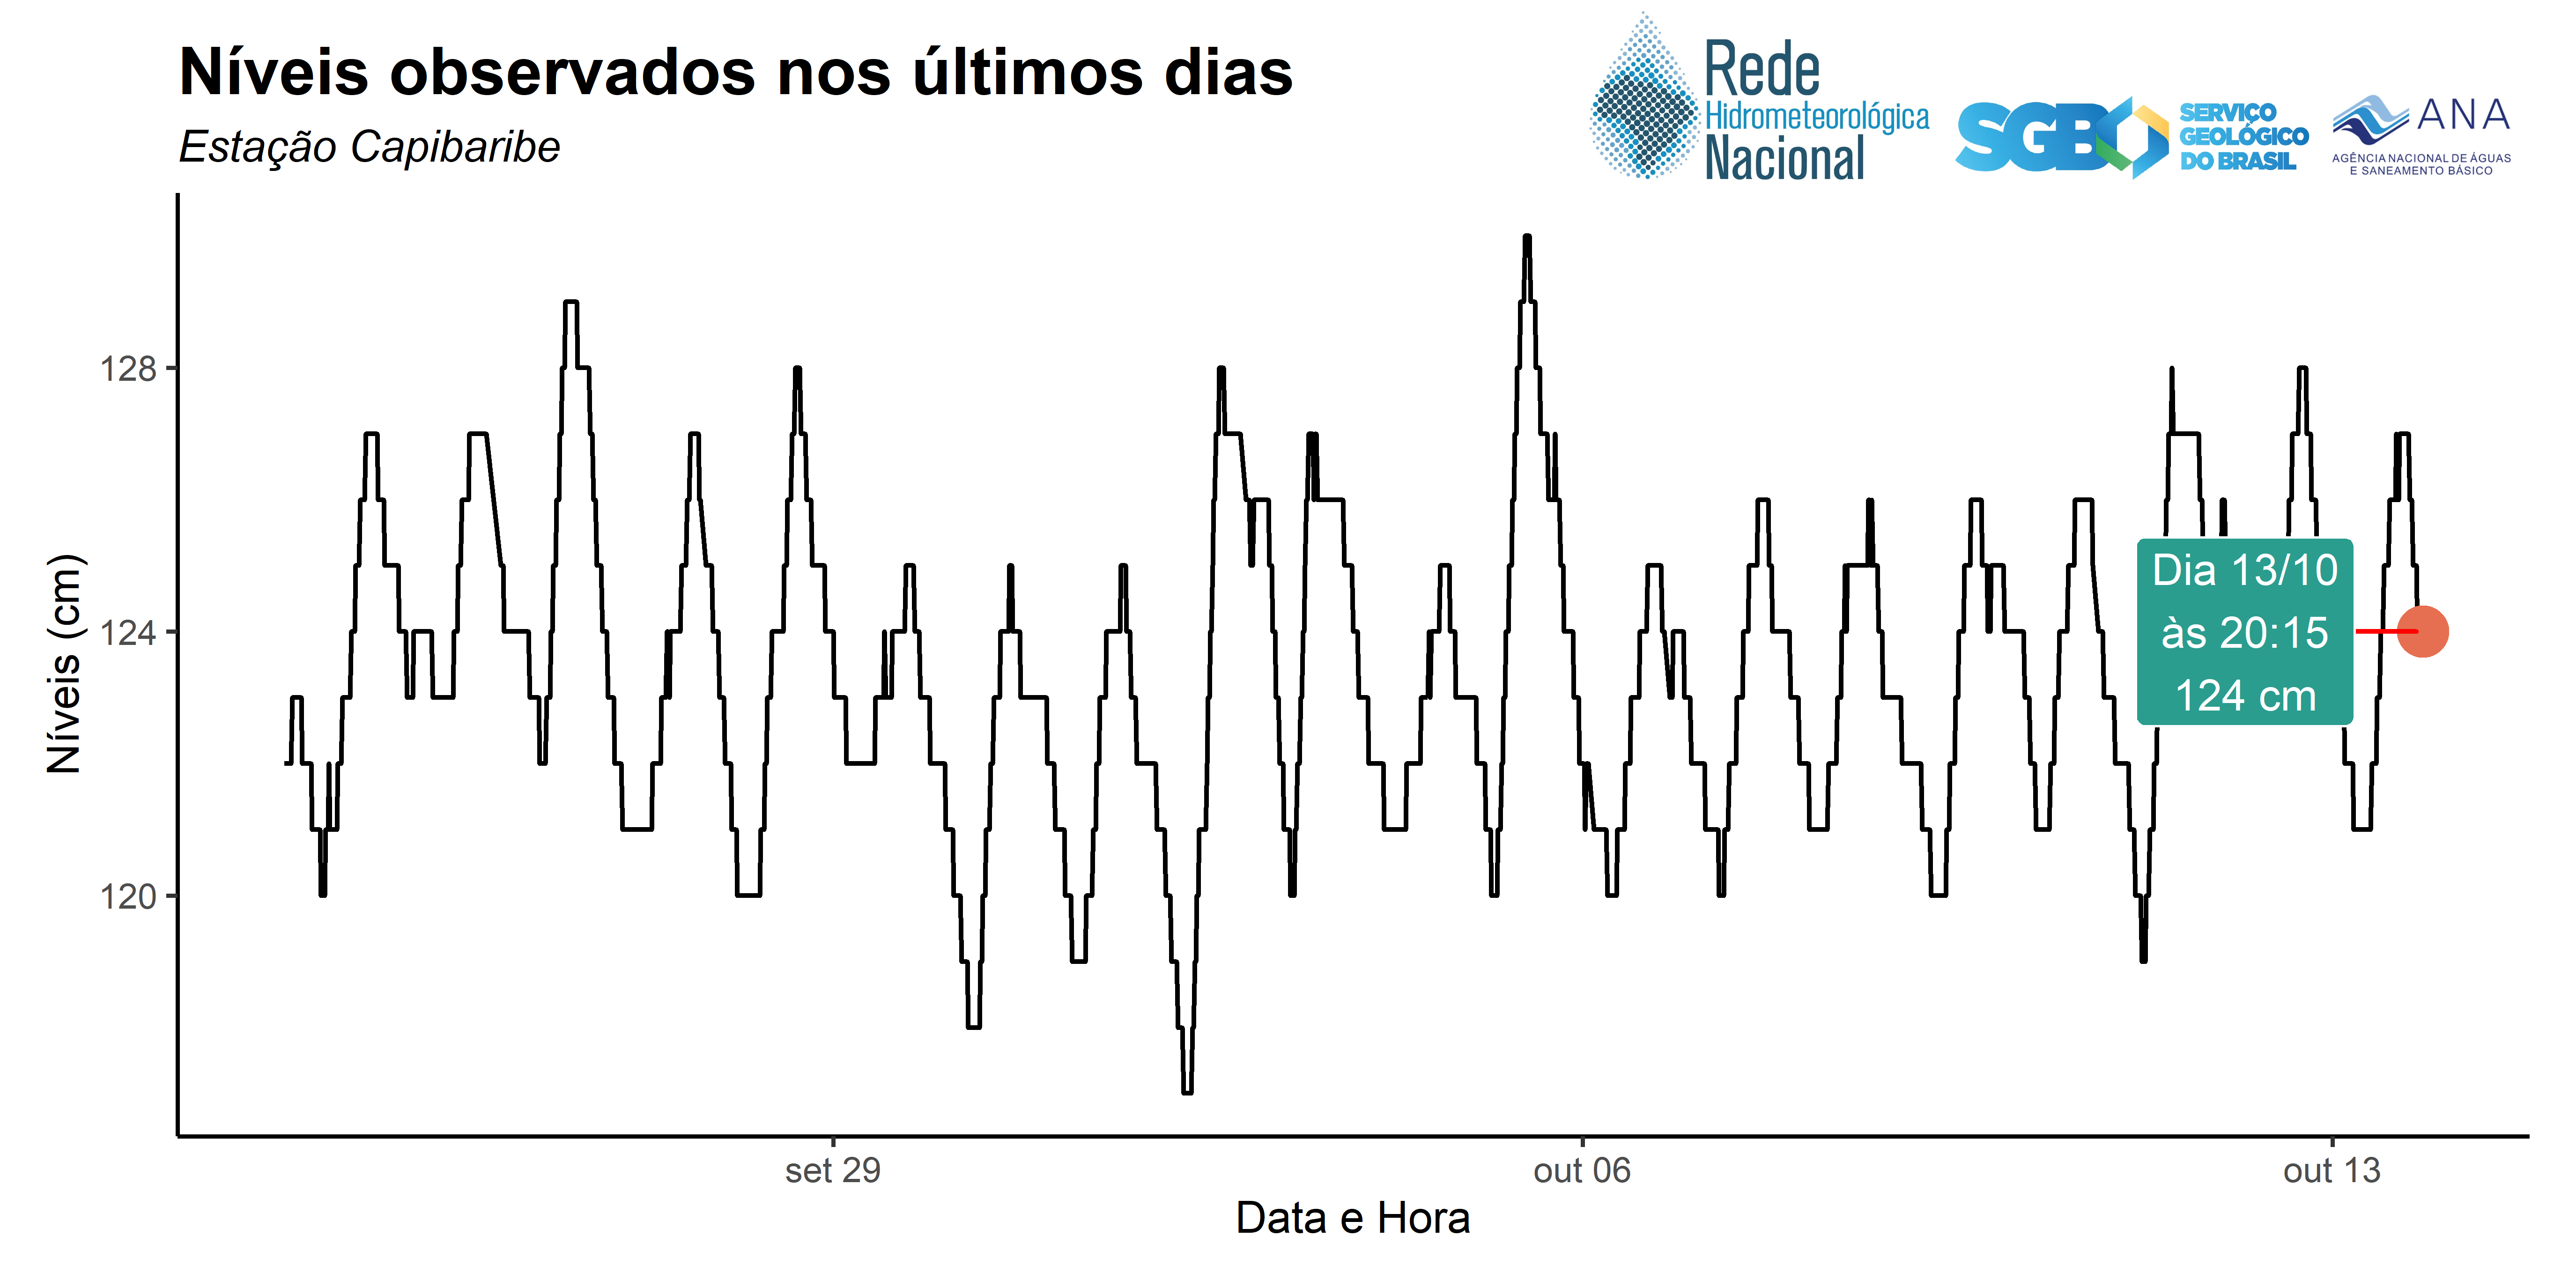 Níveis observados nos últimos dias
Estação Capibaribe
Rede
Hidrometeorológica
Nacional
SGB
SERVIÇO
GEOLÓGICO
DO BRASIL
ANA
AGÊNCIA NACIONAL DE ÁGUAS
E SANEAMENTO BÁSICO
Níveis (cm)
128
124
120
Dia 13/10
às 20:15
124 cm
set 29
out 06
out 13
Data e Hora